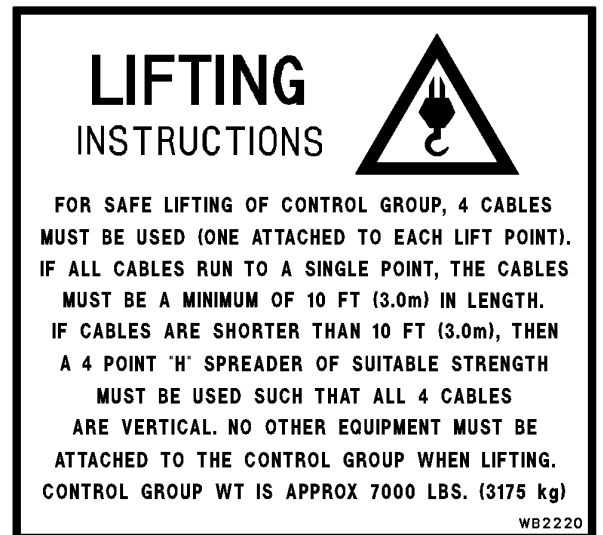 LIFTING
INSTRUCTIONS
FOR SAFE LIFTING OF CONTROL GROUP, 4 CABLES
MUST BE USED (ONE ATTACHED TO EACH LIFT POINT).
IF ALL CABLES RUN TO A SINGLE POINT, THE CABLES
MUST BE A MINIMUM OF 10 FT (3.0m) IN LENGTH.
IF CABLES ARE SHORTER THAN 10 FT (3.0m), THEN
A 4 POINT "H" SPREADER OF SUITABLE STRENGTH
MUST BE USED SUCH THAT ALL 4 CABLES
ARE VERTICAL. NO OTHER EQUIPMENT MUST BE
ATTACHED TO THE CONTROL GROUP WHEN LIFTING.
CONTROL GROUP WT IS APPROX 7000 LBS. (3175 kg)
WB2220